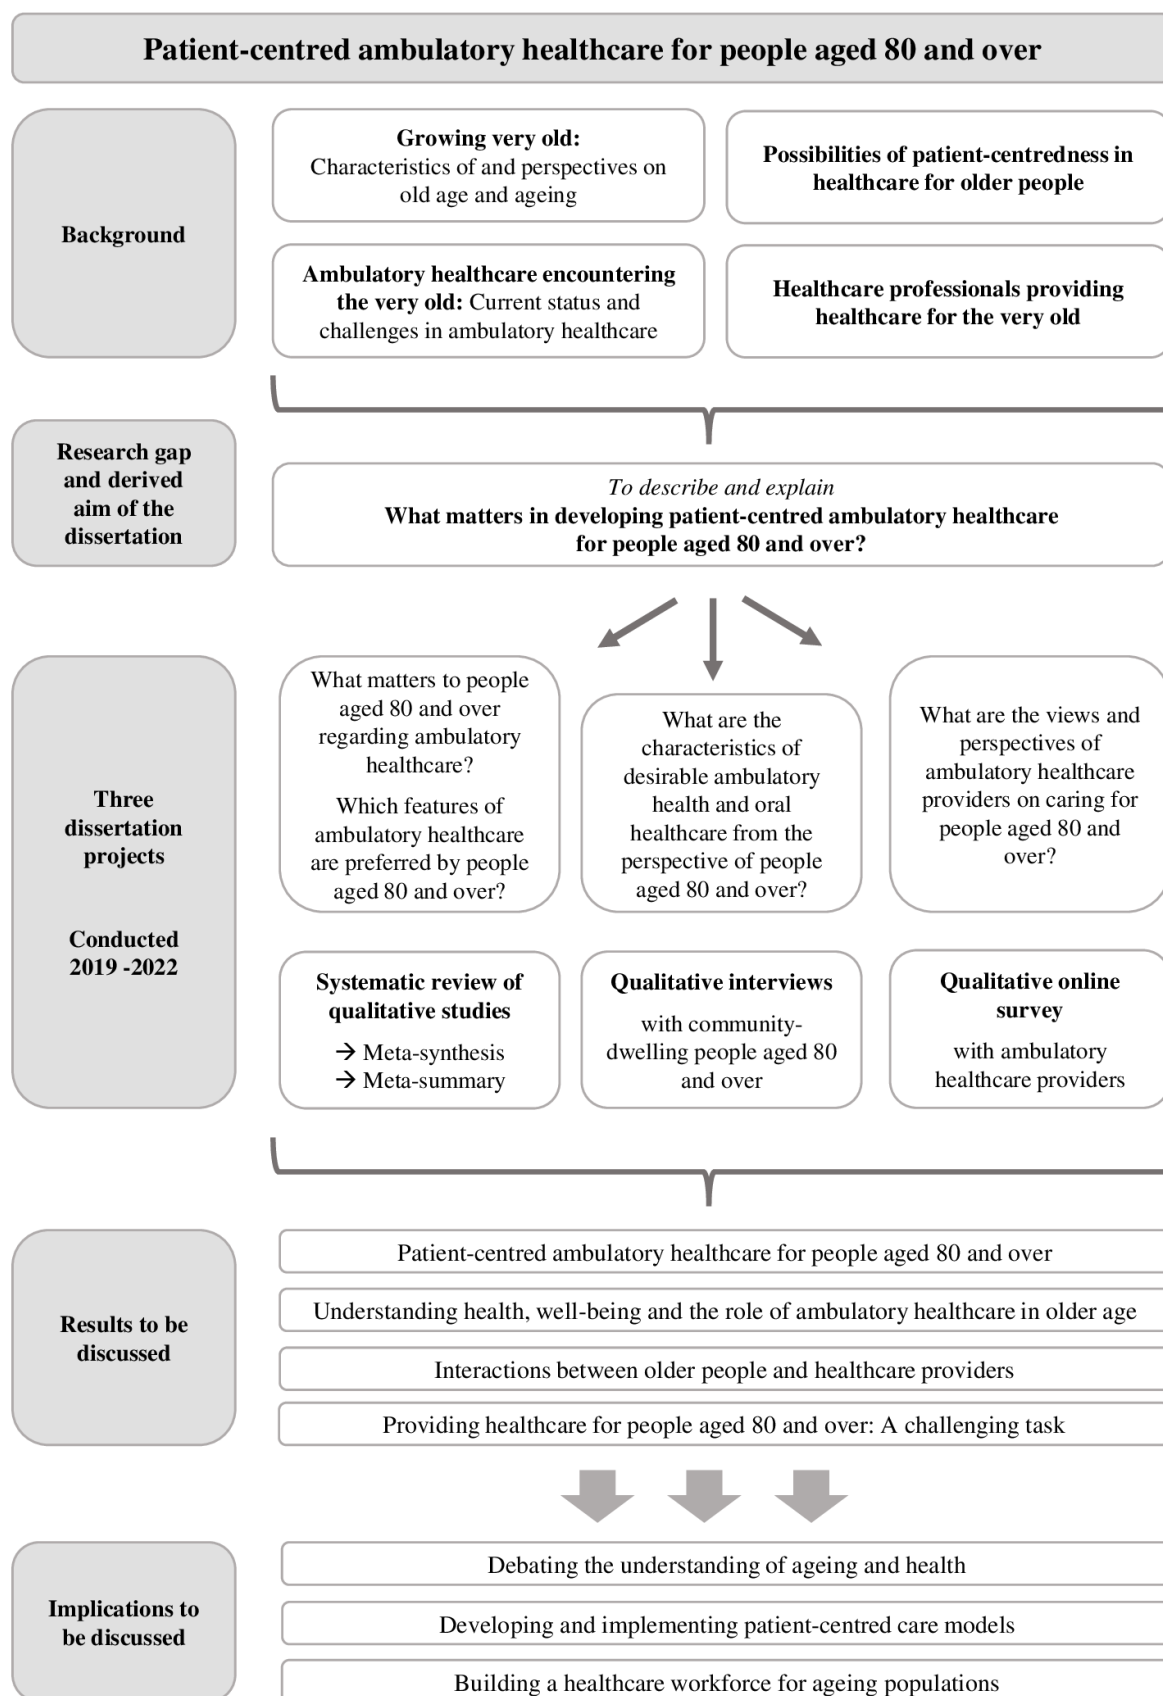 Patient-centred ambulatory healthcare for people aged 80 and over
Background
Growing very old:
Characteristics of and perspectives on
old age and ageing
Possibilities of patient-centredness in
healthcare for older people
Ambulatory healthcare encountering
the very old: Current status and
challenges in ambulatory healthcare
Healthcare professionals providing
healthcare for the very old
Research gap
and derived
aim of the
dissertation
To describe and explain
What matters in developing patient-centred ambulatory healthcare
for people aged 80 and over?
Three
dissertation
projects
Conducted
2019 -2022
What matters to people
aged 80 and over
regarding ambulatory
healthcare?
Which features of
ambulatory healthcare
are preferred by people
aged 80 and over?
What are the
characteristics of
desirable ambulatory
health and oral
healthcare from the
perspective of people
aged 80 and over?
What are the views and
perspectives of
ambulatory healthcare
providers on caring for
people aged 80 and
over?
Systematic review of
qualitative studies
→ Meta-synthesis
→ Meta-summary
Qualitative interviews
with community-
dwelling people aged 80
and over
Qualitative online
survey
with ambulatory
healthcare providers
Results to be
discussed
Patient-centred ambulatory healthcare for people aged 80 and over
Understanding health, well-being and the role of ambulatory healthcare in older age
Interactions between older people and healthcare providers
Providing healthcare for people aged 80 and over: A challenging task
Implications to
be discussed
Debating the understanding of ageing and health
Developing and implementing patient-centred care models
Building a healthcare workforce for ageing populations